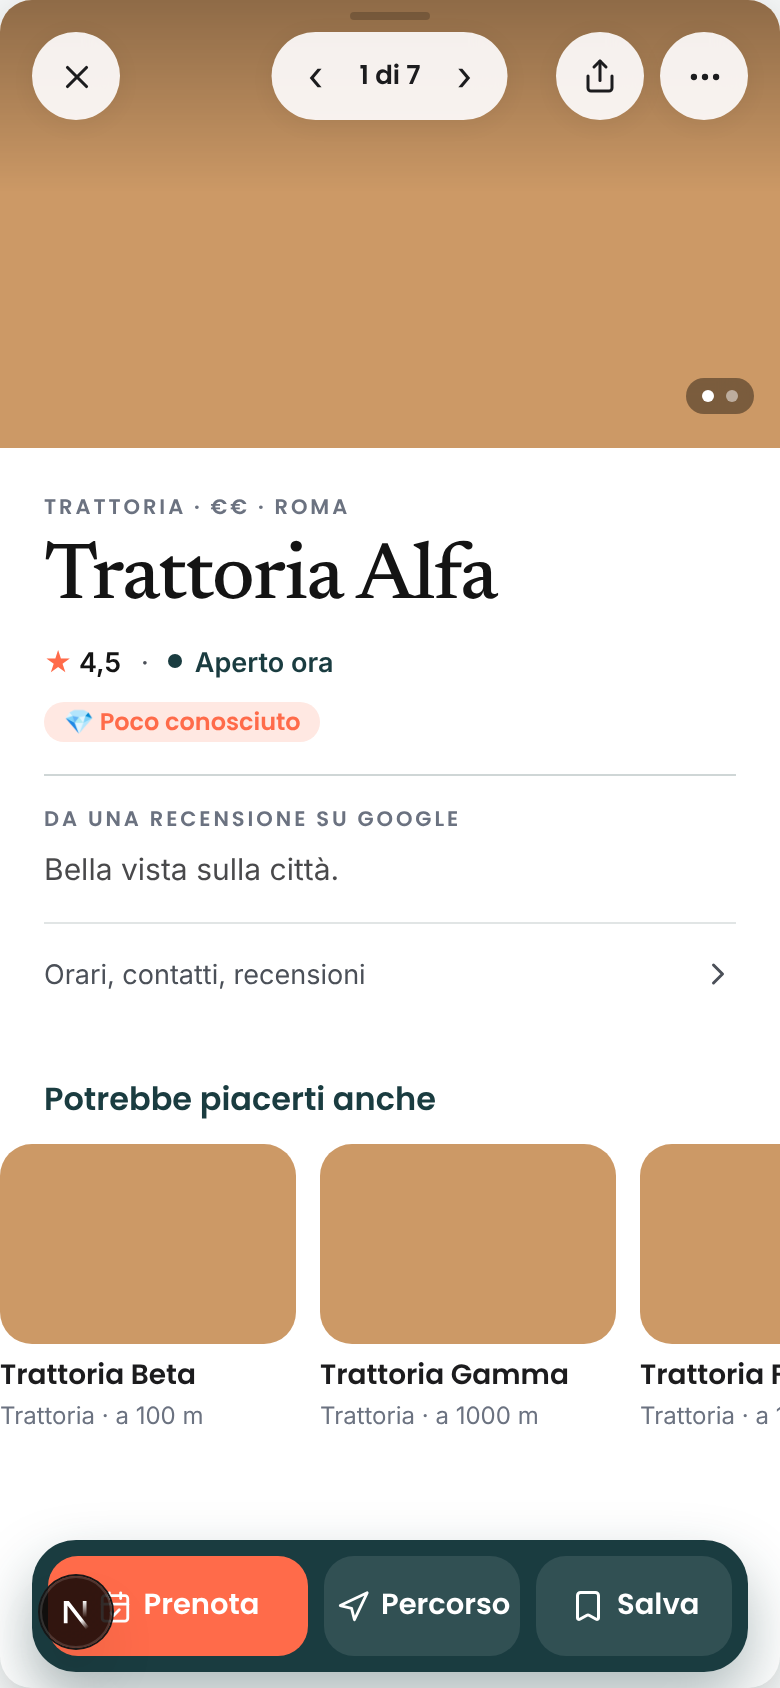 1 di 7
TRATTORIA · €€ · ROMA
Trattoria Alfa
★ 4,5 · ● Aperto ora
💎 Poco conosciuto
DA UNA RECENSIONE SU GOOGLE
Bella vista sulla città.
Orari, contatti, recensioni
Potrebbe piacerti anche
Trattoria Beta
Trattoria · a 100 m
Trattoria Gamma
Trattoria · a 1000 m
Trattoria
Trattoria · a
N
Prenota
Percorso
Salva